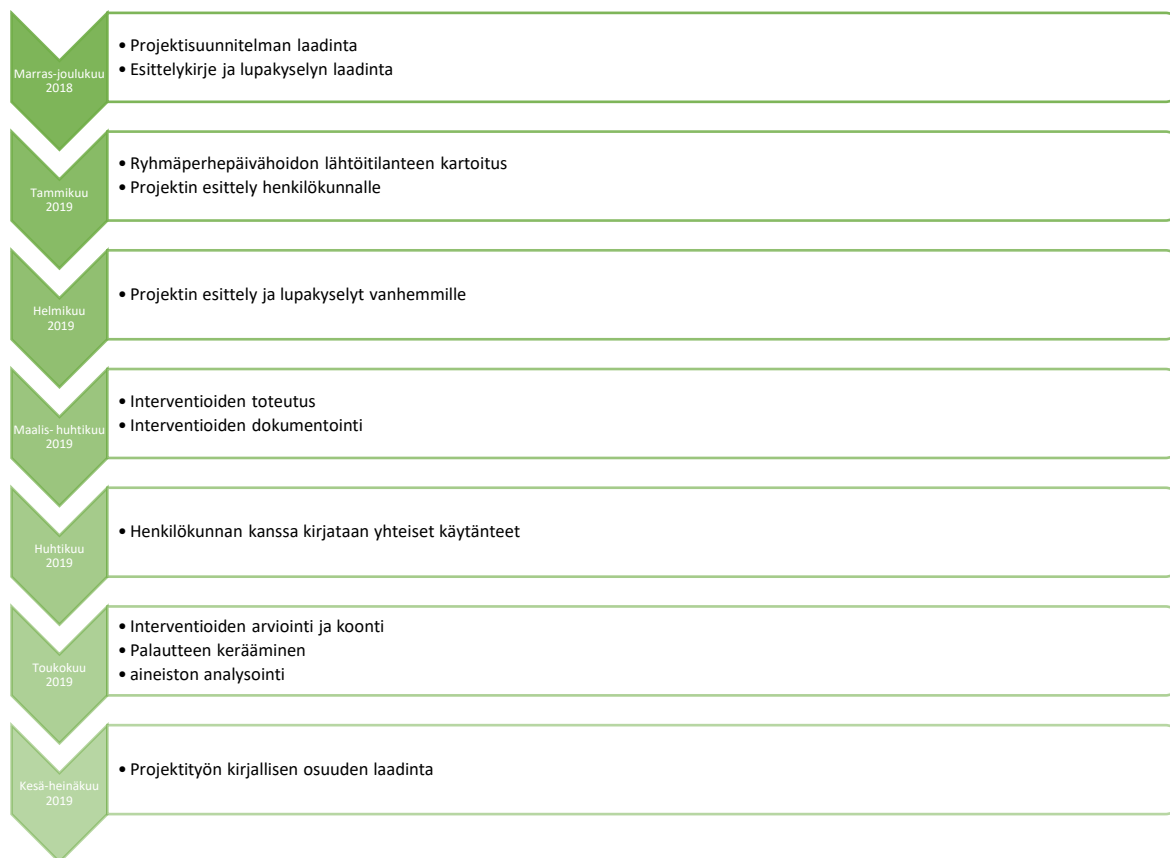 Marras-joulukuu
2018
• Projektisuunnitelman laadinta
• Esittelykirje ja lupakyselyn laadinta
Tammikuu
2019
• Ryhmäperhepäivähoidon lähtöitilanteen kartoitus
• Projektin esittely henkilökunnalle
Helmikuu
2019
• Projektin esittely ja lupakyselyt vanhemmille
Maalis- huhtikuu
2019
• Interventioiden toteutus
• Interventioiden dokumentointi
Huhtikuu
2019
• Henkilökunnan kanssa kirjataan yhteiset käytänteet
Toukokuu
2019
• Interventioiden arviointi ja koonti
• Palautteen kerääminen
• aineiston analysointi
Kesä-heinäkuu
2019
• Projektityön kirjallisen osuuden laadinta